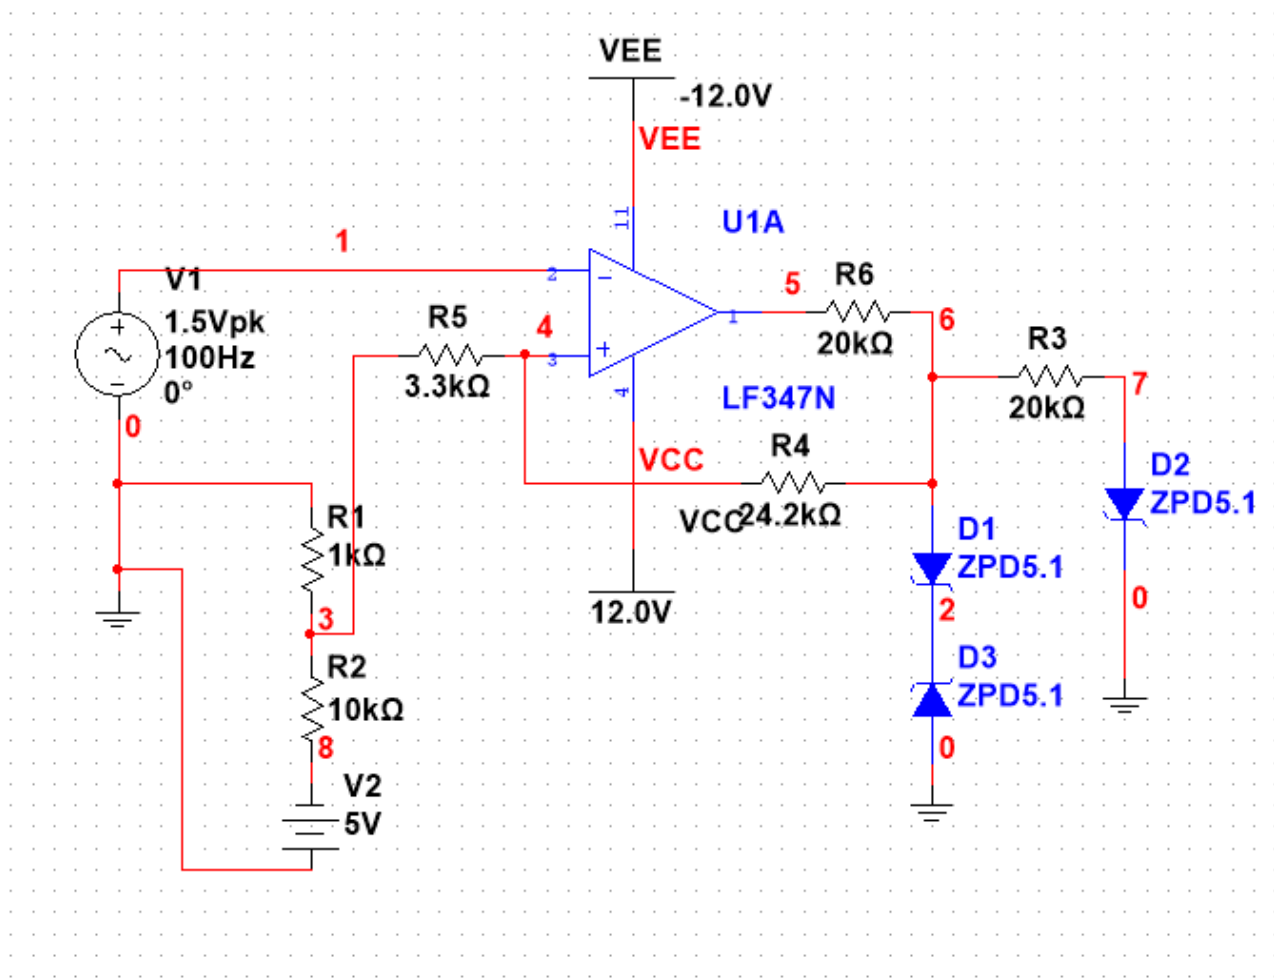 VEE
-12.0V
VEE
11
U1A
1
2
V1
1.5Vpk
100Hz
0°
0
R5
3.3kΩ
4
3
−
+
1
5
R6
20kΩ
6
R3
20kΩ
7
4
LF347N
VCC
R4
24.2kΩ
VCC
12.0V
D2
ZPD5.1
0
D1
ZPD5.1
2
D3
ZPD5.1
0
R1
1kΩ
3
R2
10kΩ
8
V2
5V